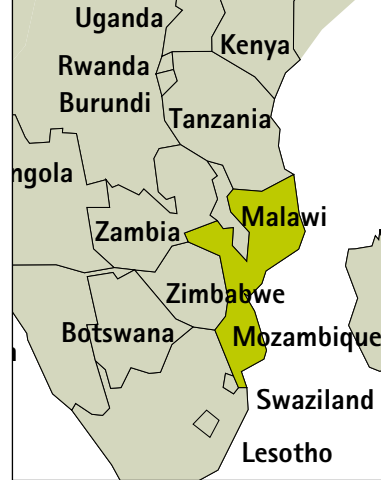 Uganda
Kenya
Rwanda
Burundi
Tanzania
ngola
Malawi
Zambia
Zimbabwe
Botswana
Mozambique
Swaziland
Lesotho